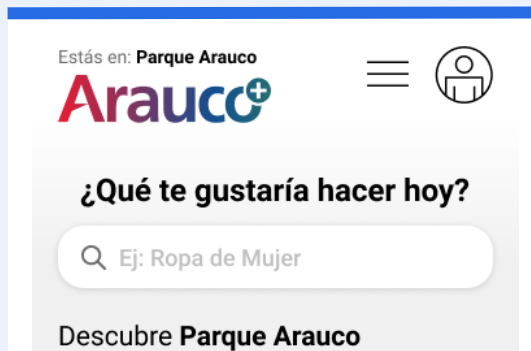 Estás en: Parque Arauco
Arauco+
¿Qué te gustaría hacer hoy?
Ej: Ropa de Mujer
Descubre Parque Arauco